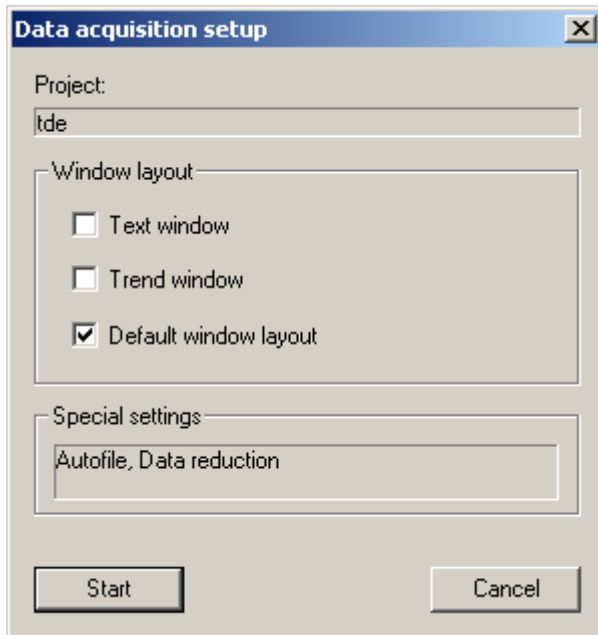 Data acquisition setup
Project:
tde
Window layout
Text window
Trend window
Default window layout
Special settings
Autofile, Data reduction
Start
Cancel